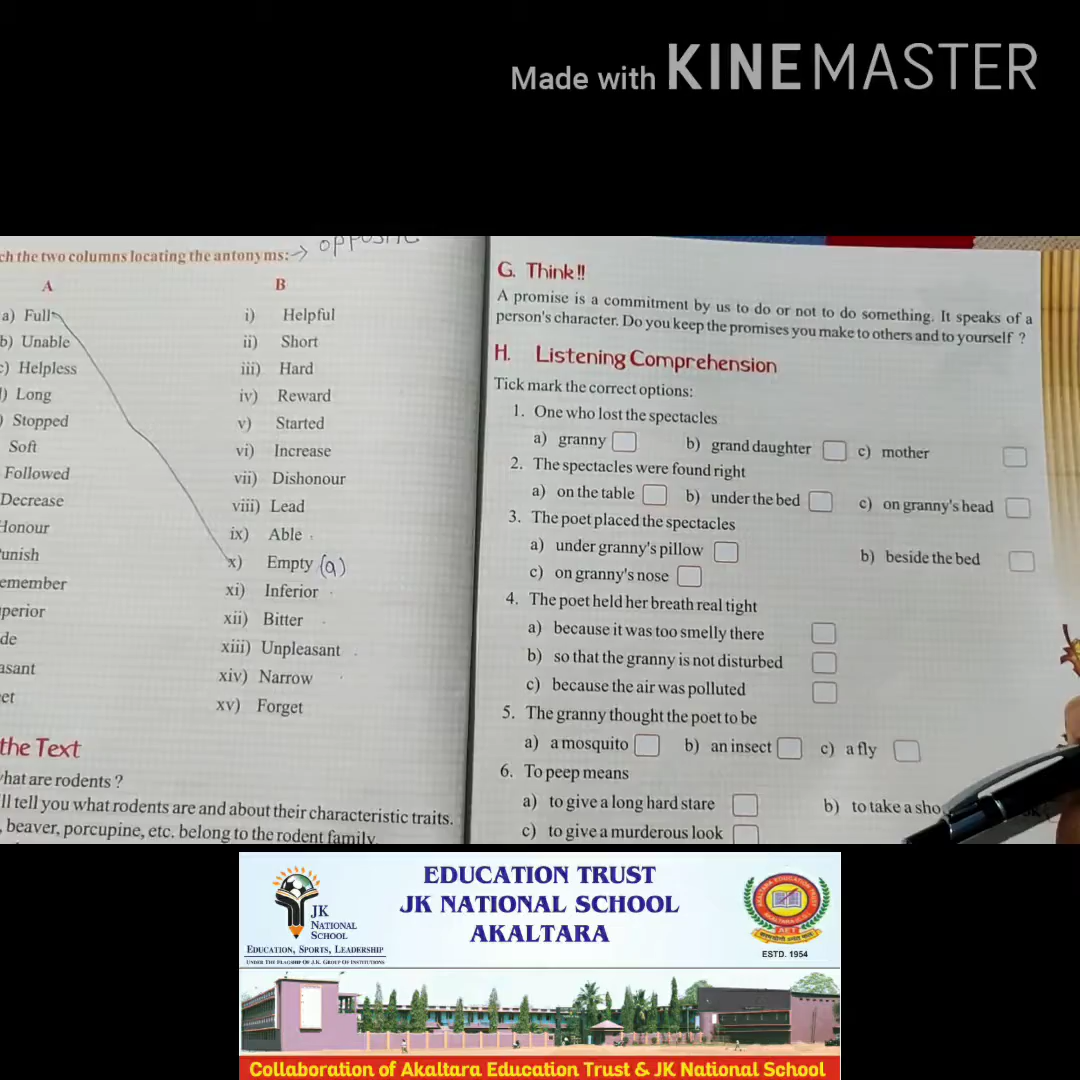 Made with KINEMASTER
ch the two columns locating the antonyms:→ opposite
A B
a) Full i) Helpful
b) Unable ii) Short
c) Helpless iii) Hard
) Long iv) Reward
) Stopped v) Started
Soft vi) Increase
Followed vii) Dishonour
Decrease viii) Lead
Honour ix) Able
unish x) Empty (a)
emember xi) Inferior
perior xii) Bitter
de xiii) Unpleasant
asant xiv) Narrow
et xv) Forget
the Text
hat are rodents ?
ll tell you what rodents are and about their characteristic traits.
, beaver, porcupine, etc. belong to the rodent family.
G. Think!!
A promise is a commitment by us to do or not to do something. It speaks of a
person's character. Do you keep the promises you make to others and to yourself ?
H. Listening Comprehension
Tick mark the correct options:
1. One who lost the spectacles
a) granny b) grand daughter c) mother
2. The spectacles were found right
a) on the table b) under the bed c) on granny's head
3. The poet placed the spectacles
a) under granny's pillow b) beside the bed
c) on granny's nose
4. The poet held her breath real tight
a) because it was too smelly there
b) so that the granny is not disturbed
c) because the air was polluted
5. The granny thought the poet to be
a) a mosquito b) an insect c) a fly
6. To peep means
a) to give a long hard stare b) to take a sho
c) to give a murderous look
JK
NATIONAL
SCHOOL
EDUCATION, SPORTS, LEADERSHIP
UNDER THE FLAGSHIP OF J.K. GROUP OF INSTITUTIONS
EDUCATION TRUST
JK NATIONAL SCHOOL
AKALTARA
ESTD. 1954
Collaboration of Akaltara Education Trust & JK National School